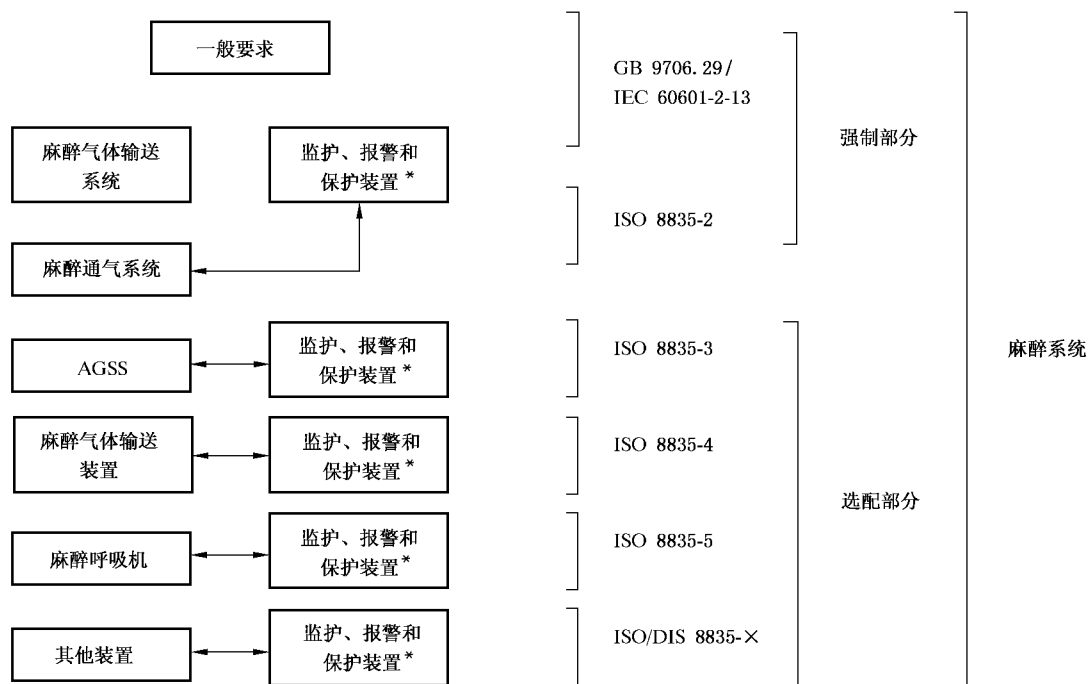 一般要求
GB 9706.29/
IEC 60601-2-13
强制部分
麻醉气体输送
系统
监护、报警和
保护装置*
ISO 8835-2
麻醉通气系统
AGSS
监护、报警和
保护装置*
ISO 8835-3
麻醉系统
麻醉气体输送
装置
监护、报警和
保护装置*
ISO 8835-4
选配部分
麻醉呼吸机
监护、报警和
保护装置*
ISO 8835-5
其他装置
监护、报警和
保护装置*
ISO/DIS 8835-×